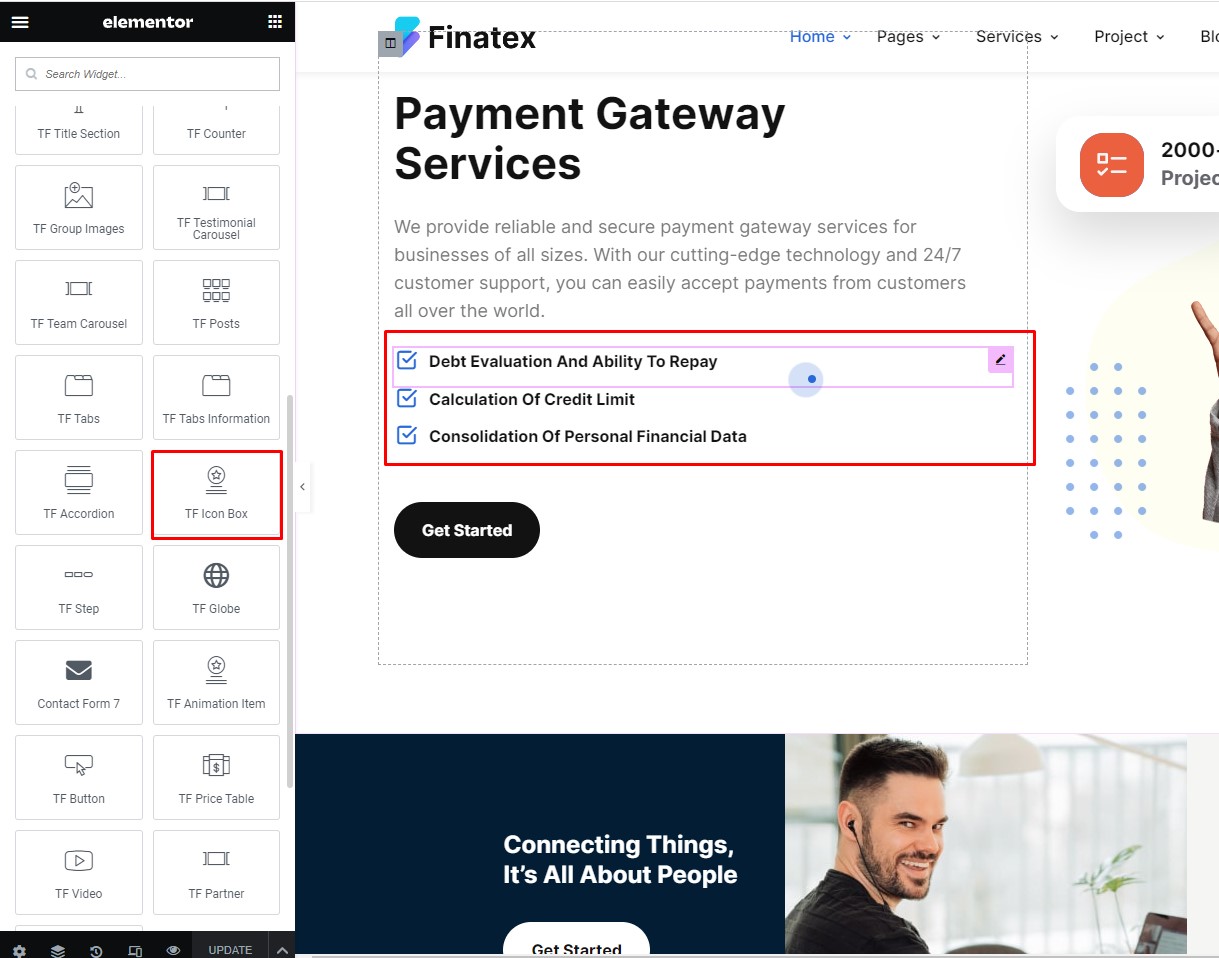 elementor
Search Widget...
TF Title Section
TF Counter
TF Group Images
TF Testimonial
Carousel
TF Team Carousel
TF Posts
TF Tabs
TF Tabs Information
TF Accordion
TF Icon Box
TF Step
TF Globe
Contact Form 7
TF Animation Item
TF Button
TF Price Table
TF Video
TF Partner
UPDATE
Finatex
Home
Pages
Services
Project
Payment Gateway
Services
We provide reliable and secure payment gateway services for
businesses of all sizes. With our cutting-edge technology and 24/7
customer support, you can easily accept payments from customers
all over the world.
Debt Evaluation And Ability To Repay
Calculation Of Credit Limit
Consolidation Of Personal Financial Data
Get Started
2000
Connecting Things,
It's All About People
Get Started